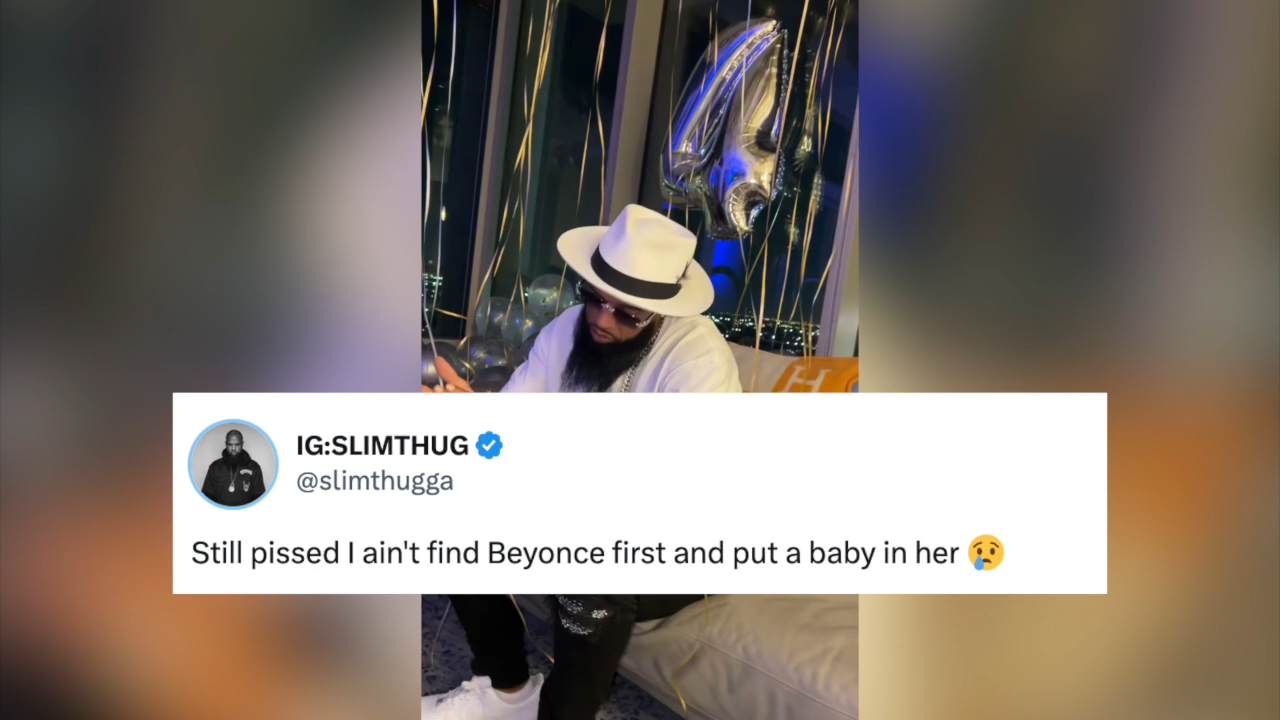 H
IG:SLIMTHUG
@slimthugga
Still pissed I ain't find Beyonce first and put a baby in her 😢